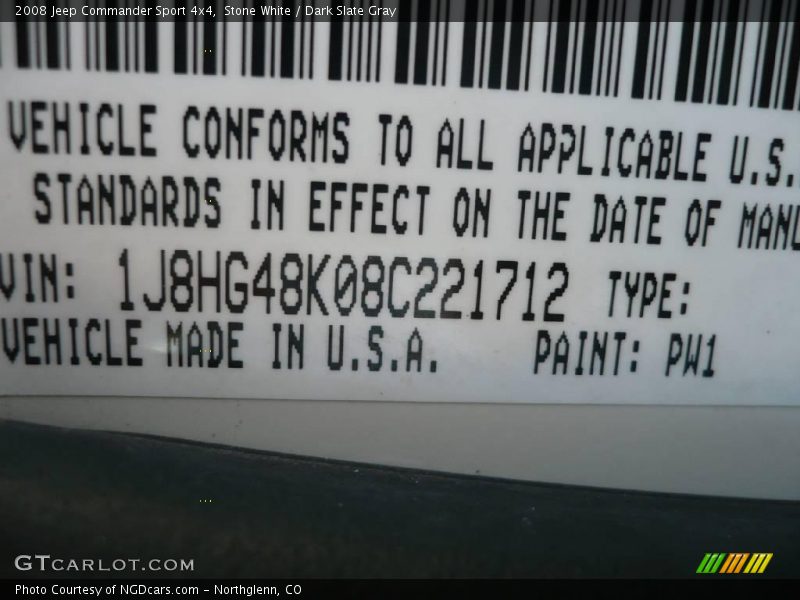 2008 Jeep Commander Sport 4x4, Stone White / Dark Slate Gray
VEHICLE CONFORMS TO ALL APPLICABLE U.S.
STANDARDS IN EFFECT ON THE DATE OF MANU
VIN: 1J8HG48K08C221712 TYPE:
VEHICLE MADE IN U.S.A. PAINT: PW1
GTCARLOT.COM
Photo Courtesy of NGDcars.com - Northglenn, CO